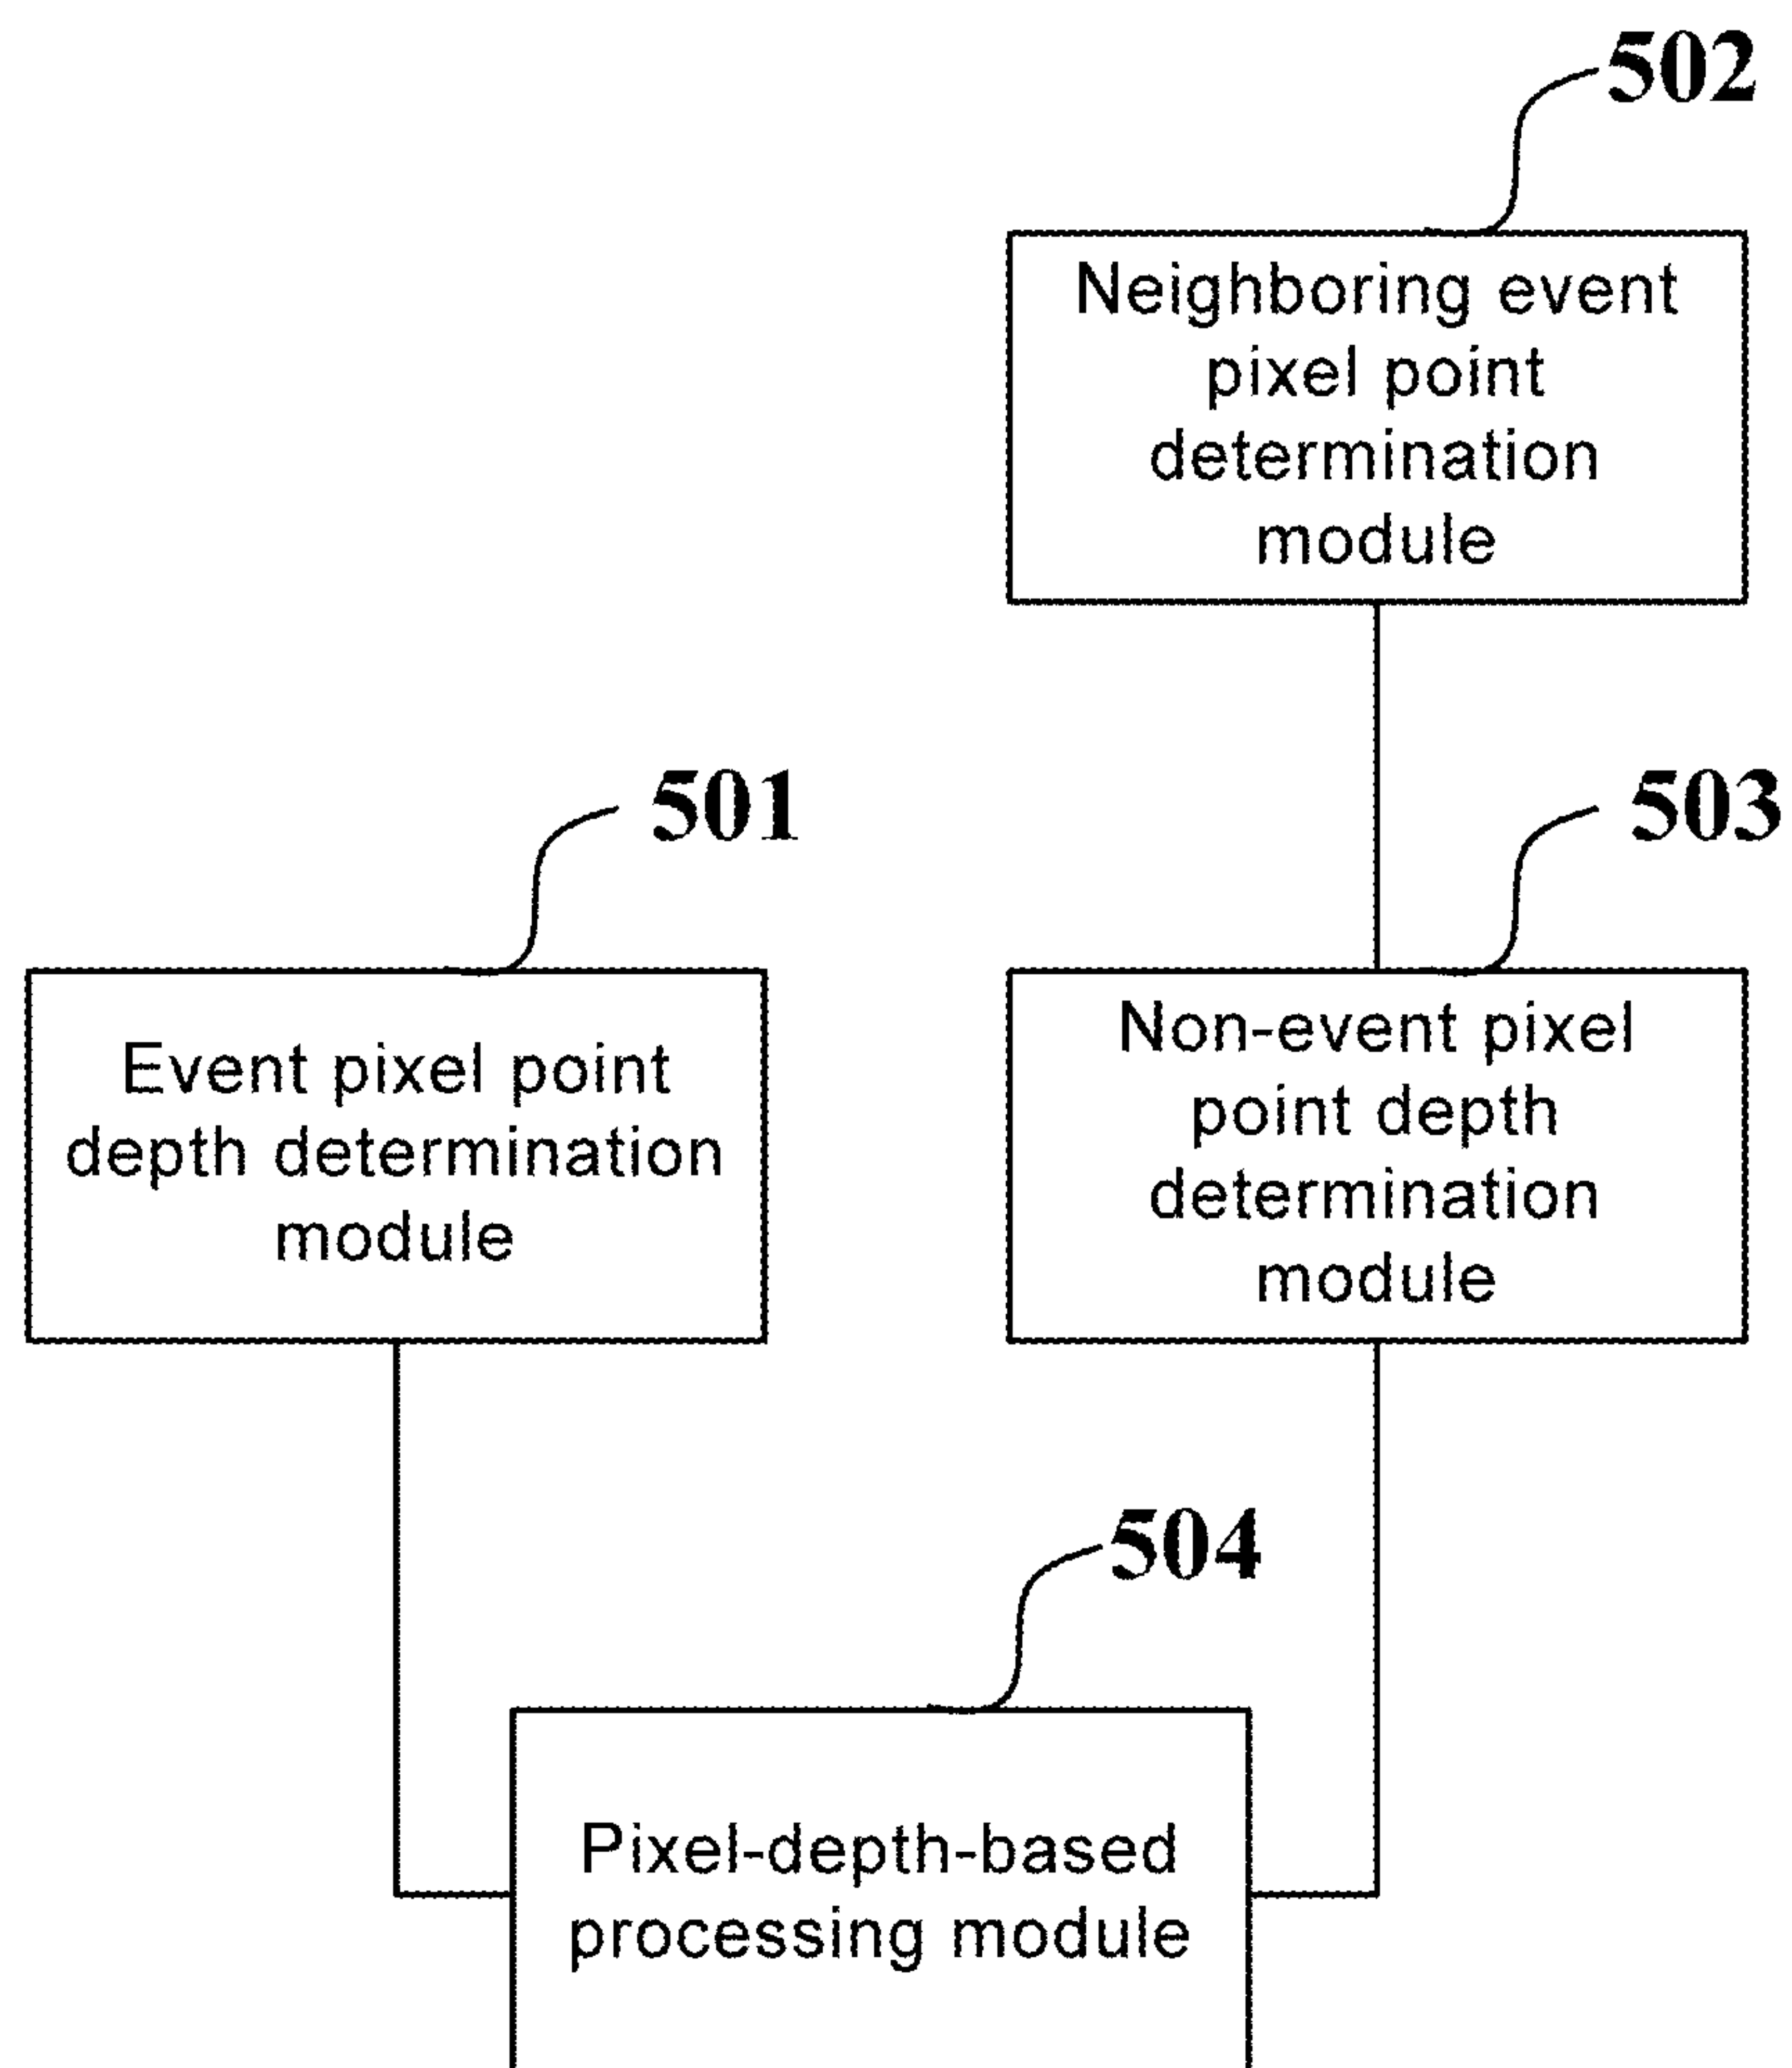 502
Neighboring event
pixel point
determination
module
501
503
Event pixel point
depth determination
module
Non-event pixel
point depth
determination
module
504
Pixel-depth-based
processing module